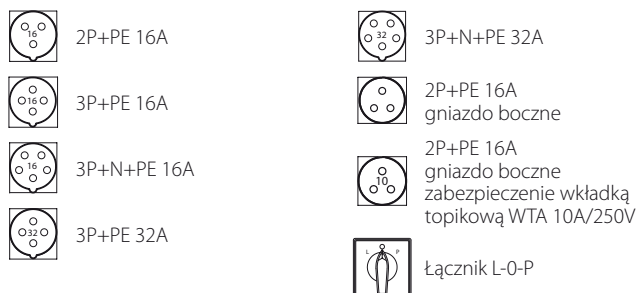 16 2P+PE 16A
16 3P+PE 16A
16 3P+N+PE 16A
32 3P+PE 32A
32 3P+N+PE 32A
2P+PE 16A
gniazdo boczne
2P+PE 16A
10 gniazdo boczne
zabezpieczenie wkładką
topikową WTA 10A/250V
L 0 P
Łącznik L-0-P